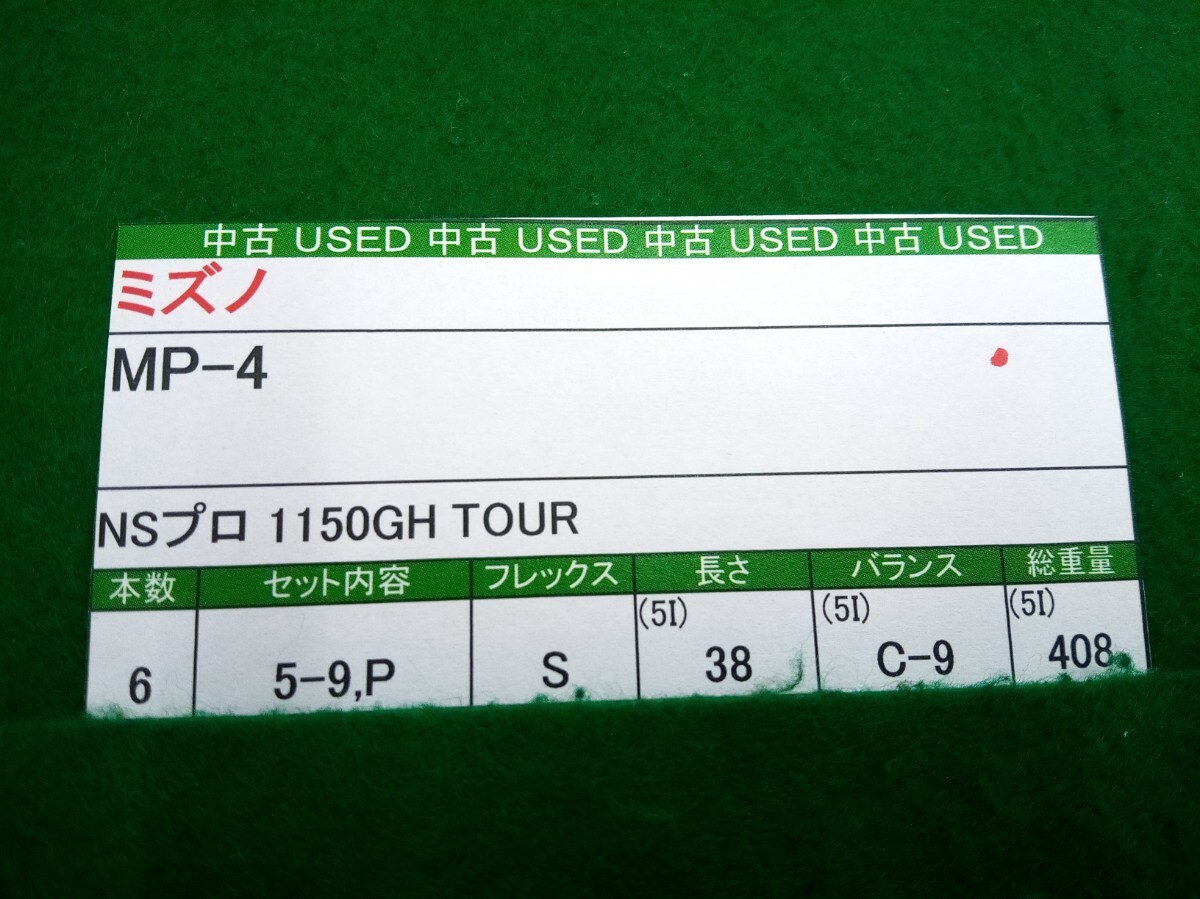 中古 USED 中古 USED 中古 USED 中古 USED
ミズノ
MP-4
NSプロ 1150GH TOUR
本数 セット内容 フレックス 長さ バランス 総重量
(5I) (5I) (5I)
6 5-9,P S 38 C-9 408